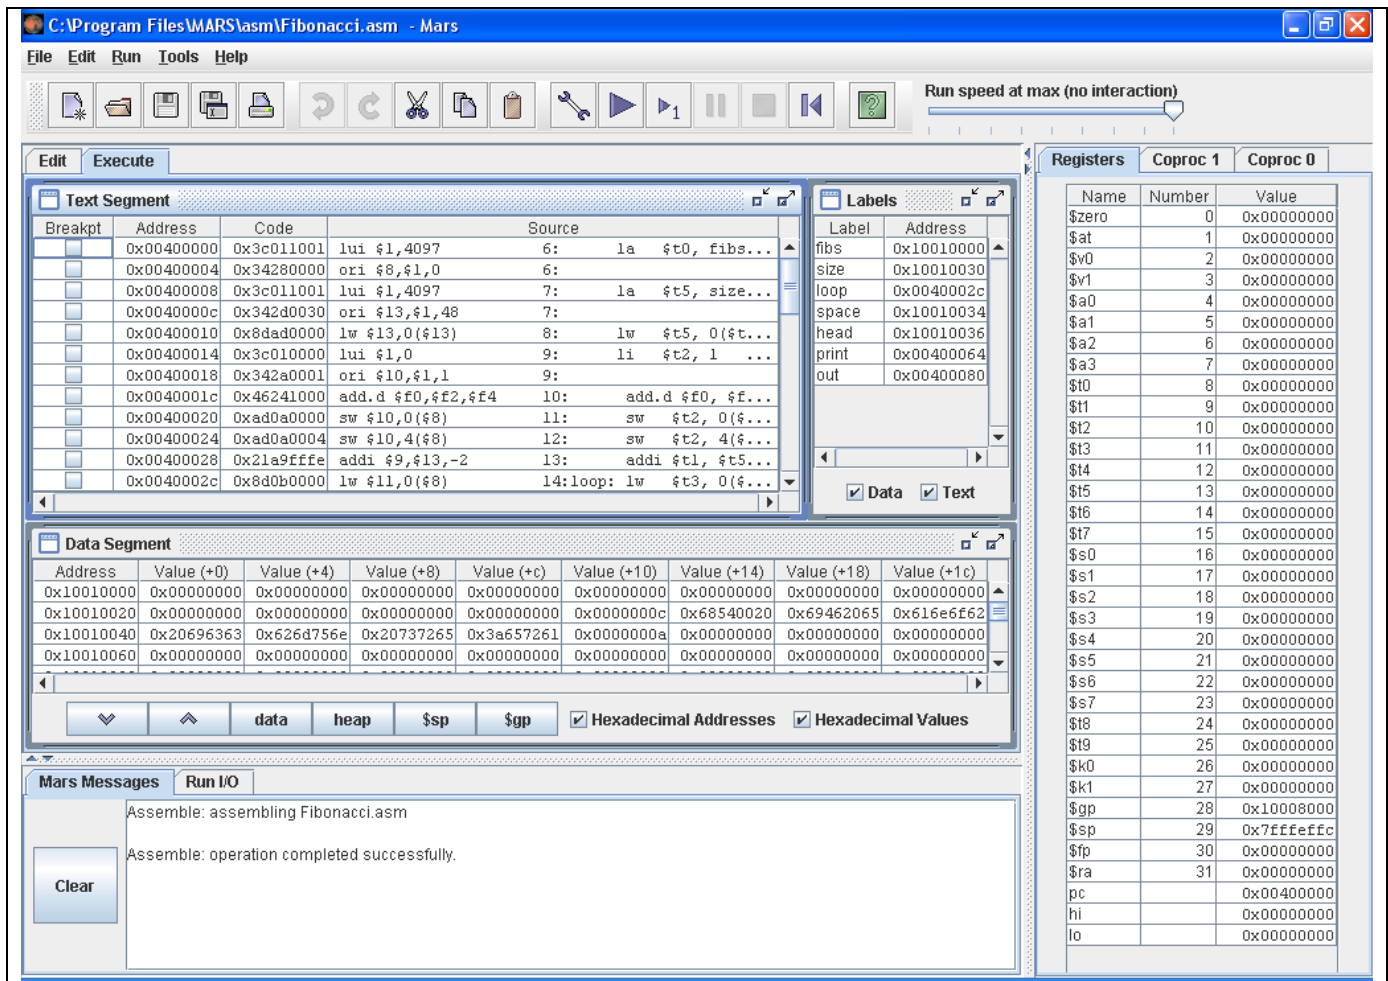 C:\Program Files\MARS\asm\Fibonacci.asm - Mars
File Edit Run Tools Help
Run speed at max (no interaction)
Edit Execute
Text Segment
Breakpt Address Code Source
0x00400000 0x3c011001 lui $1,4097 6: la $t0, fibs...
0x00400004 0x34280000 ori $8,$1,0 6:
0x00400008 0x3c011001 lui $1,4097 7: la $t5, size...
0x0040000c 0x342d0030 ori $13,$1,48 7:
0x00400010 0x8dad0000 lw $13,0($13) 8: lw $t5, 0($t...
0x00400014 0x3c010000 lui $1,0 9: li $t2, 1 ...
0x00400018 0x342a0001 ori $10,$1,1 9:
0x0040001c 0x46241000 add.d $f0,$f2,$f4 10: add.d $f0, $f...
0x00400020 0xad0a0000 sw $10,0($8) 11: sw $t2, 0($...
0x00400024 0xad0a0004 sw $10,4($8) 12: sw $t2, 4($...
0x00400028 0x21a9fffe addi $9,$13,-2 13: addi $t1, $t5...
0x0040002c 0x8d0b0000 lw $11,0($8) 14:loop: lw $t3, 0($...
Labels
Label Address
fibs 0x10010000
size 0x10010030
loop 0x0040002c
space 0x10010034
head 0x10010036
print 0x00400064
out 0x00400080
Data Text
Data Segment
Address Value (+0) Value (+4) Value (+8) Value (+c) Value (+10) Value (+14) Value (+18) Value (+1c)
0x10010000 0x00000000 0x00000000 0x00000000 0x00000000 0x00000000 0x00000000 0x00000000 0x00000000
0x10010020 0x00000000 0x00000000 0x00000000 0x00000000 0x0000000c 0x68540020 0x69462065 0x616e6f62
0x10010040 0x20696363 0x626d756e 0x20737265 0x3a657261 0x0000000a 0x00000000 0x00000000 0x00000000
0x10010060 0x00000000 0x00000000 0x00000000 0x00000000 0x00000000 0x00000000 0x00000000 0x00000000
data heap $sp $gp Hexadecimal Addresses Hexadecimal Values
Mars Messages Run I/O
Assemble: assembling Fibonacci.asm
Assemble: operation completed successfully.
Clear
Registers Coproc 1 Coproc 0
Name Number Value
$zero 0 0x00000000
$at 1 0x00000000
$v0 2 0x00000000
$v1 3 0x00000000
$a0 4 0x00000000
$a1 5 0x00000000
$a2 6 0x00000000
$a3 7 0x00000000
$t0 8 0x00000000
$t1 9 0x00000000
$t2 10 0x00000000
$t3 11 0x00000000
$t4 12 0x00000000
$t5 13 0x00000000
$t6 14 0x00000000
$t7 15 0x00000000
$s0 16 0x00000000
$s1 17 0x00000000
$s2 18 0x00000000
$s3 19 0x00000000
$s4 20 0x00000000
$s5 21 0x00000000
$s6 22 0x00000000
$s7 23 0x00000000
$t8 24 0x00000000
$t9 25 0x00000000
$k0 26 0x00000000
$k1 27 0x00000000
$gp 28 0x10008000
$sp 29 0x7fffeffc
$fp 30 0x00000000
$ra 31 0x00000000
pc 0x00400000
hi 0x00000000
lo 0x00000000